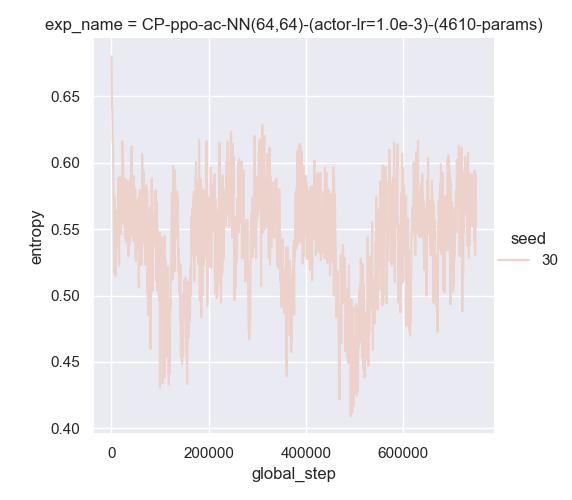 exp_name = CP-ppo-ac-NN(64,64)-(actor-lr=1.0e-3)-(4610-params)
0.65
0.60
0.55
0.50
0.45
0.40
entropy
0
200000
400000
600000
global_step
seed
30